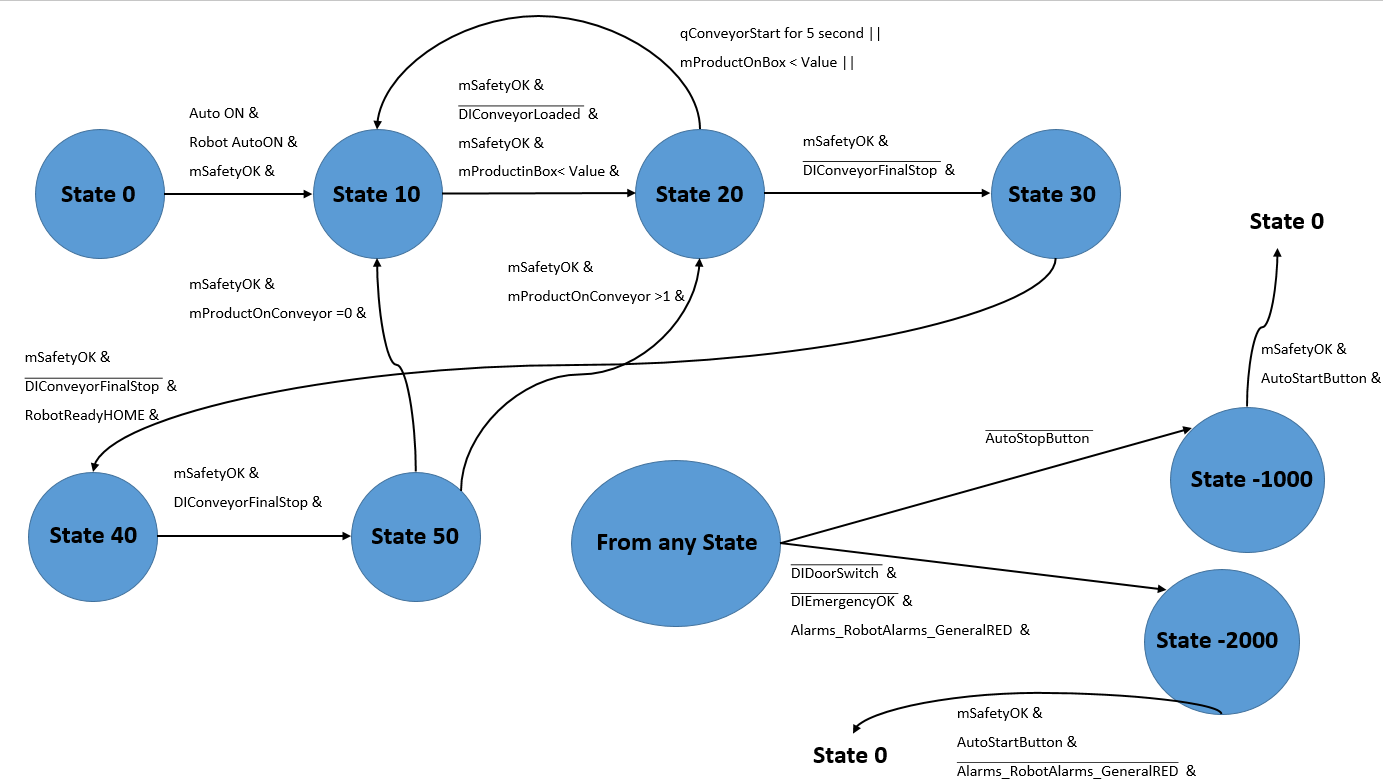 qConveyorStart for 5 second ||
mProductOnBox < Value ||
mSafetyOK &
DIConveyorLoaded &
mSafetyOK &
mProductinBox< Value &
Auto ON &
Robot AutoON &
mSafetyOK &
mSafetyOK &
DIConveyorFinalStop &
State 0
State 10
State 20
State 30
State 0
mSafetyOK &
mProductOnConveyor =0 &
mSafetyOK &
mProductOnConveyor >1 &
mSafetyOK &
DIConveyorFinalStop &
RobotReadyHOME &
mSafetyOK &
AutoStartButton &
AutoStopButton
mSafetyOK &
DIConveyorFinalStop &
State -1000
State 40
State 50
From any State
DIDoorSwitch &
DIEmergencyOK &
Alarms_RobotAlarms_GeneralRED &
State -2000
mSafetyOK &
AutoStartButton &
Alarms_RobotAlarms_GeneralRED &
State 0